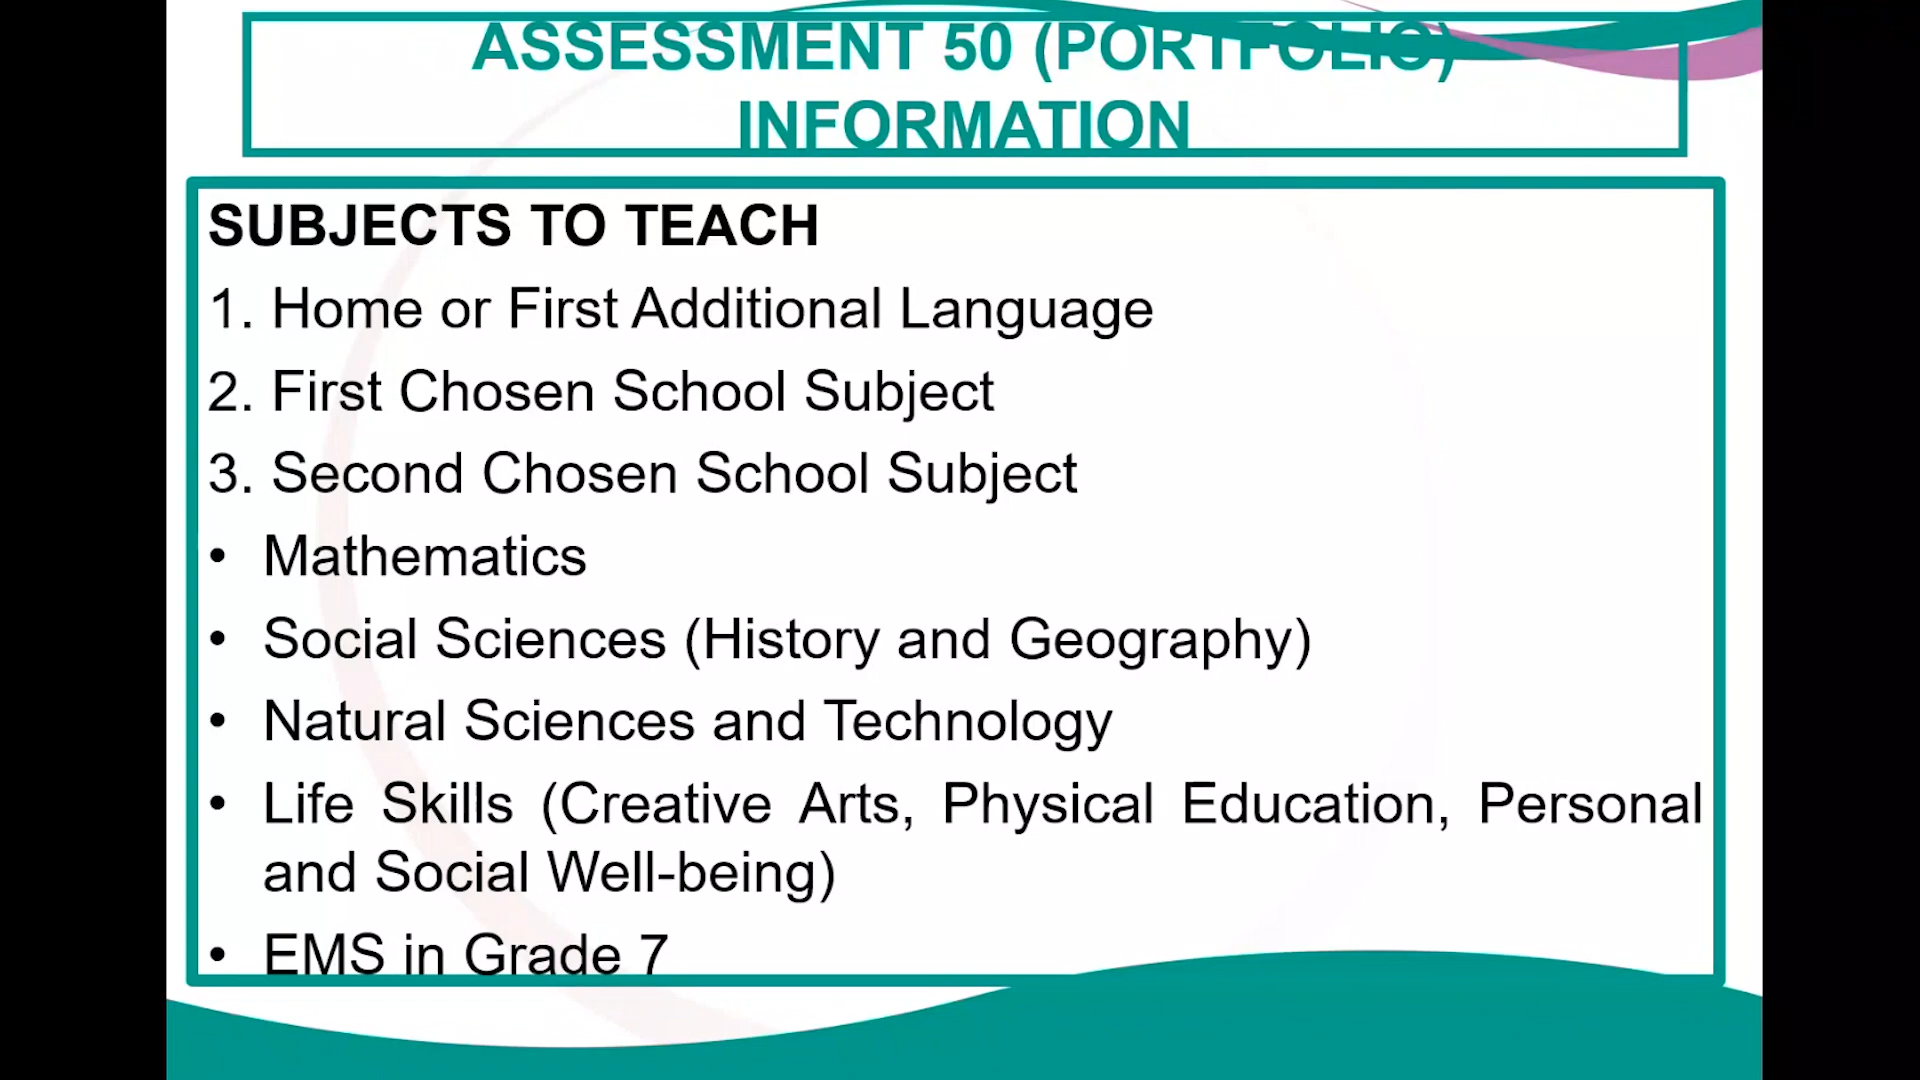 ASSESSMENT 50 (PORTFOLIO)
INFORMATION
SUBJECTS TO TEACH
1. Home or First Additional Language
2. First Chosen School Subject
3. Second Chosen School Subject
• Mathematics
• Social Sciences (History and Geography)
• Natural Sciences and Technology
• Life Skills (Creative Arts, Physical Education, Personal
and Social Well-being)
• EMS in Grade 7